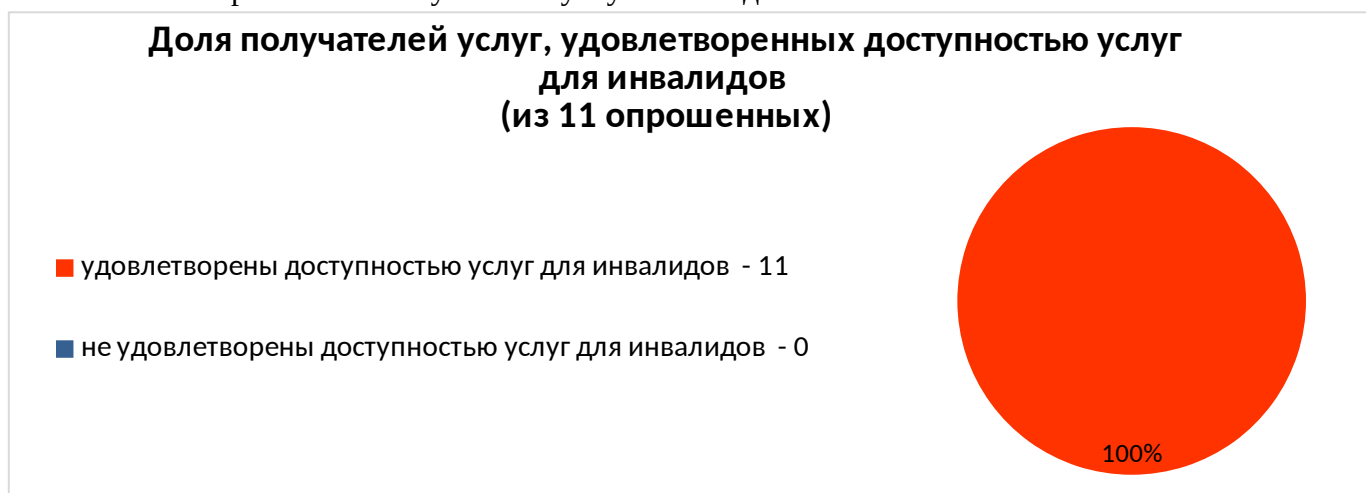 Доля получателей услуг, удовлетворенных доступностью услуг
для инвалидов
(из 11 опрошенных)
удовлетворены доступностью услуг для инвалидов - 11
не удовлетворены доступностью услуг для инвалидов - 0
100%